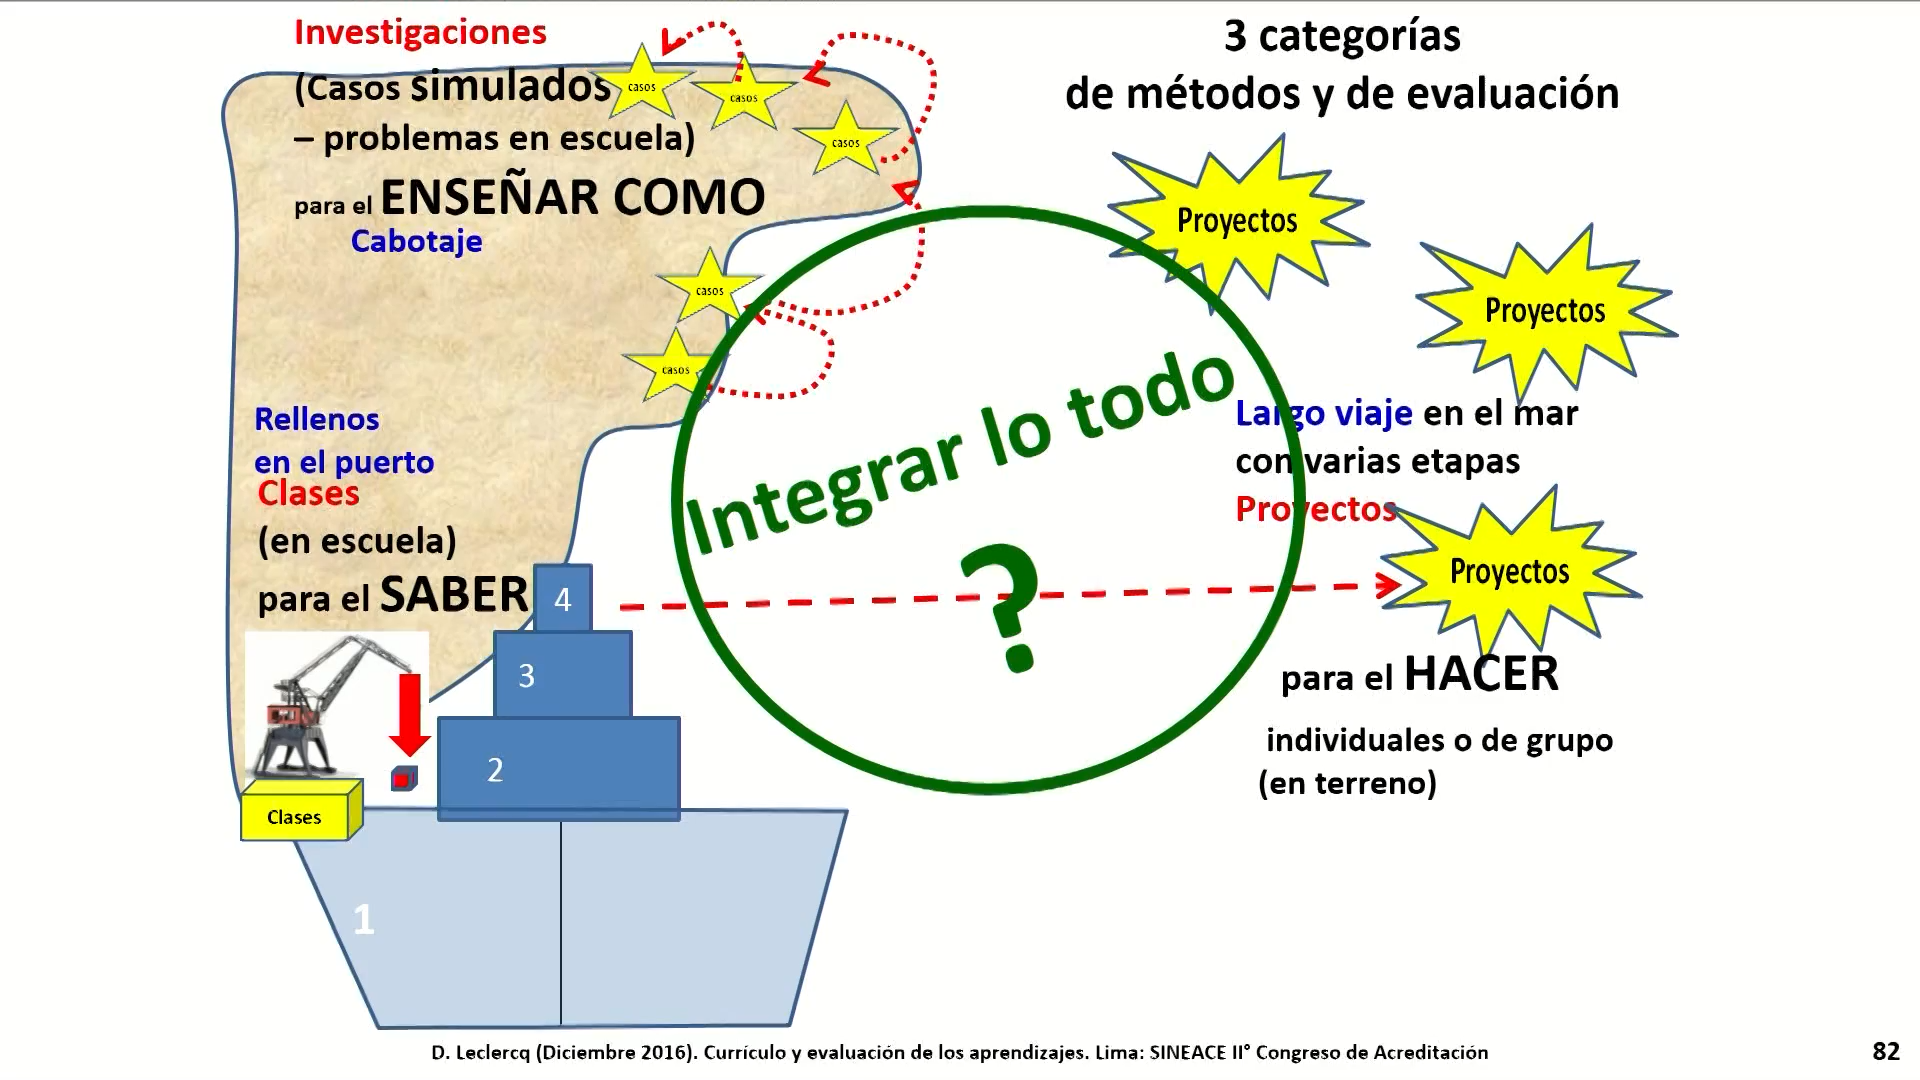 Investigaciones
(Casos simulados
– problemas en escuela)
para el ENSEÑAR COMO
Cabotaje
casos
casos
casos
casos
casos
3 categorías
de métodos y de evaluación
Proyectos
Proyectos
Integrar lo todo
?
Largo viaje en el mar
con varias etapas
Proyectos
Proyectos
para el HACER
individuales o de grupo
(en terreno)
Rellenos
en el puerto
Clases
(en escuela)
para el SABER
4
3
2
Clases
1
D. Leclercq (Diciembre 2016). Currículo y evaluación de los aprendizajes. Lima: SINEACE II° Congreso de Acreditación
82